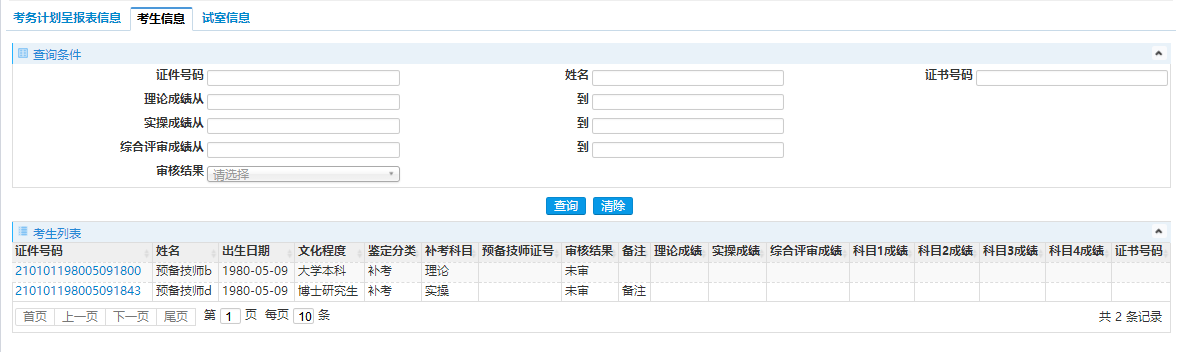 考务计划呈报表信息 考生信息 试室信息
查询条件
证件号码 姓名 证书号码
理论成绩从 到
实操成绩从 到
综合评审成绩从 到
审核结果 请选择
查询 清除
考生列表
证件号码 姓名 出生日期 文化程度 鉴定分类 补考科目 预备技师证号 审核结果 备注 理论成绩 实操成绩 综合评审成绩 科目1成绩 科目2成绩 科目3成绩 科目4成绩 证书号码
210101198005091800 预备技师b 1980-05-09 大学本科 补考 理论 未审
210101198005091843 预备技师d 1980-05-09 博士研究生 补考 实操 未审 备注
首页 上一页 下一页 尾页 第 1 页 每页 10 条 共 2 条记录